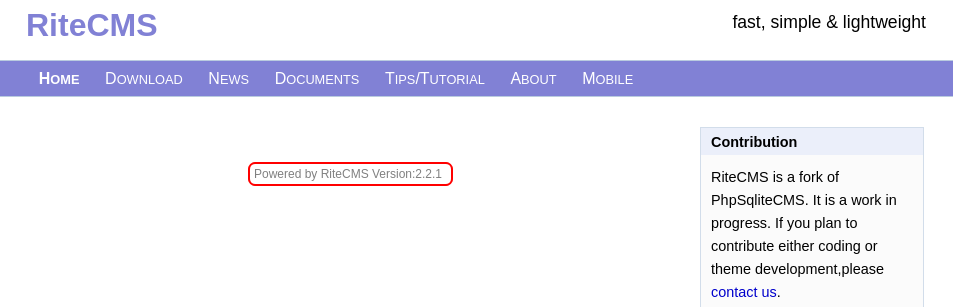 RiteCMS
fast, simple & lightweight
Home Download News Documents Tips/Tutorial About Mobile
Powered by RiteCMS Version:2.2.1
Contribution
RiteCMS is a fork of
PhpSqliteCMS. It is a work in
progress. If you plan to
contribute either coding or
theme development,please
contact us.